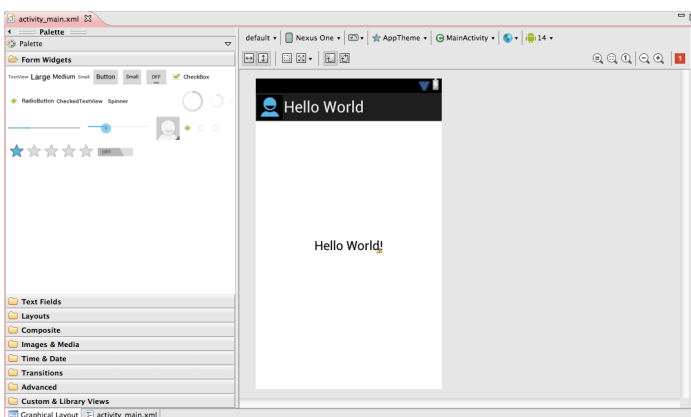 activity_main.xml
Palette
Palette
Form Widgets
TextView Large Medium Small Button Small OFF CheckBox
RadioButton CheckedTextView Spinner
OFF
Text Fields
Layouts
Composite
Images & Media
Time & Date
Transitions
Advanced
Custom & Library Views
Graphical Layout activity_main.xml
default Nexus One AppTheme MainActivity 14
1
Hello World
Hello World!